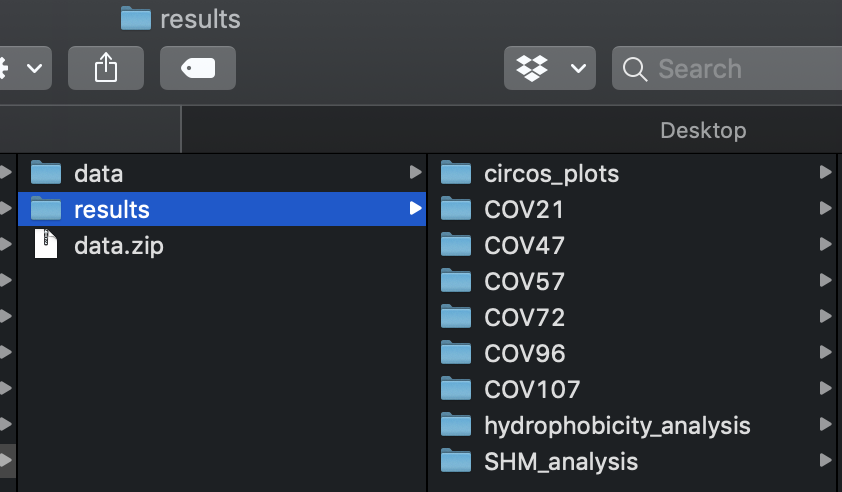 results
Search
Desktop
data
results
data.zip
circos_plots
COV21
COV47
COV57
COV72
COV96
COV107
hydrophobicity_analysis
SHM_analysis